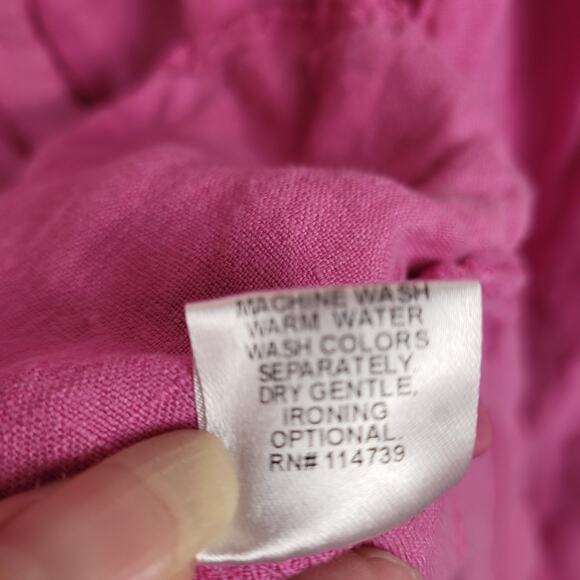 MACHINE WASH
WARM WATER
WASH COLORS
SEPARATELY.
DRY GENTLE,
IRONING
OPTIONAL.
RN# 114739